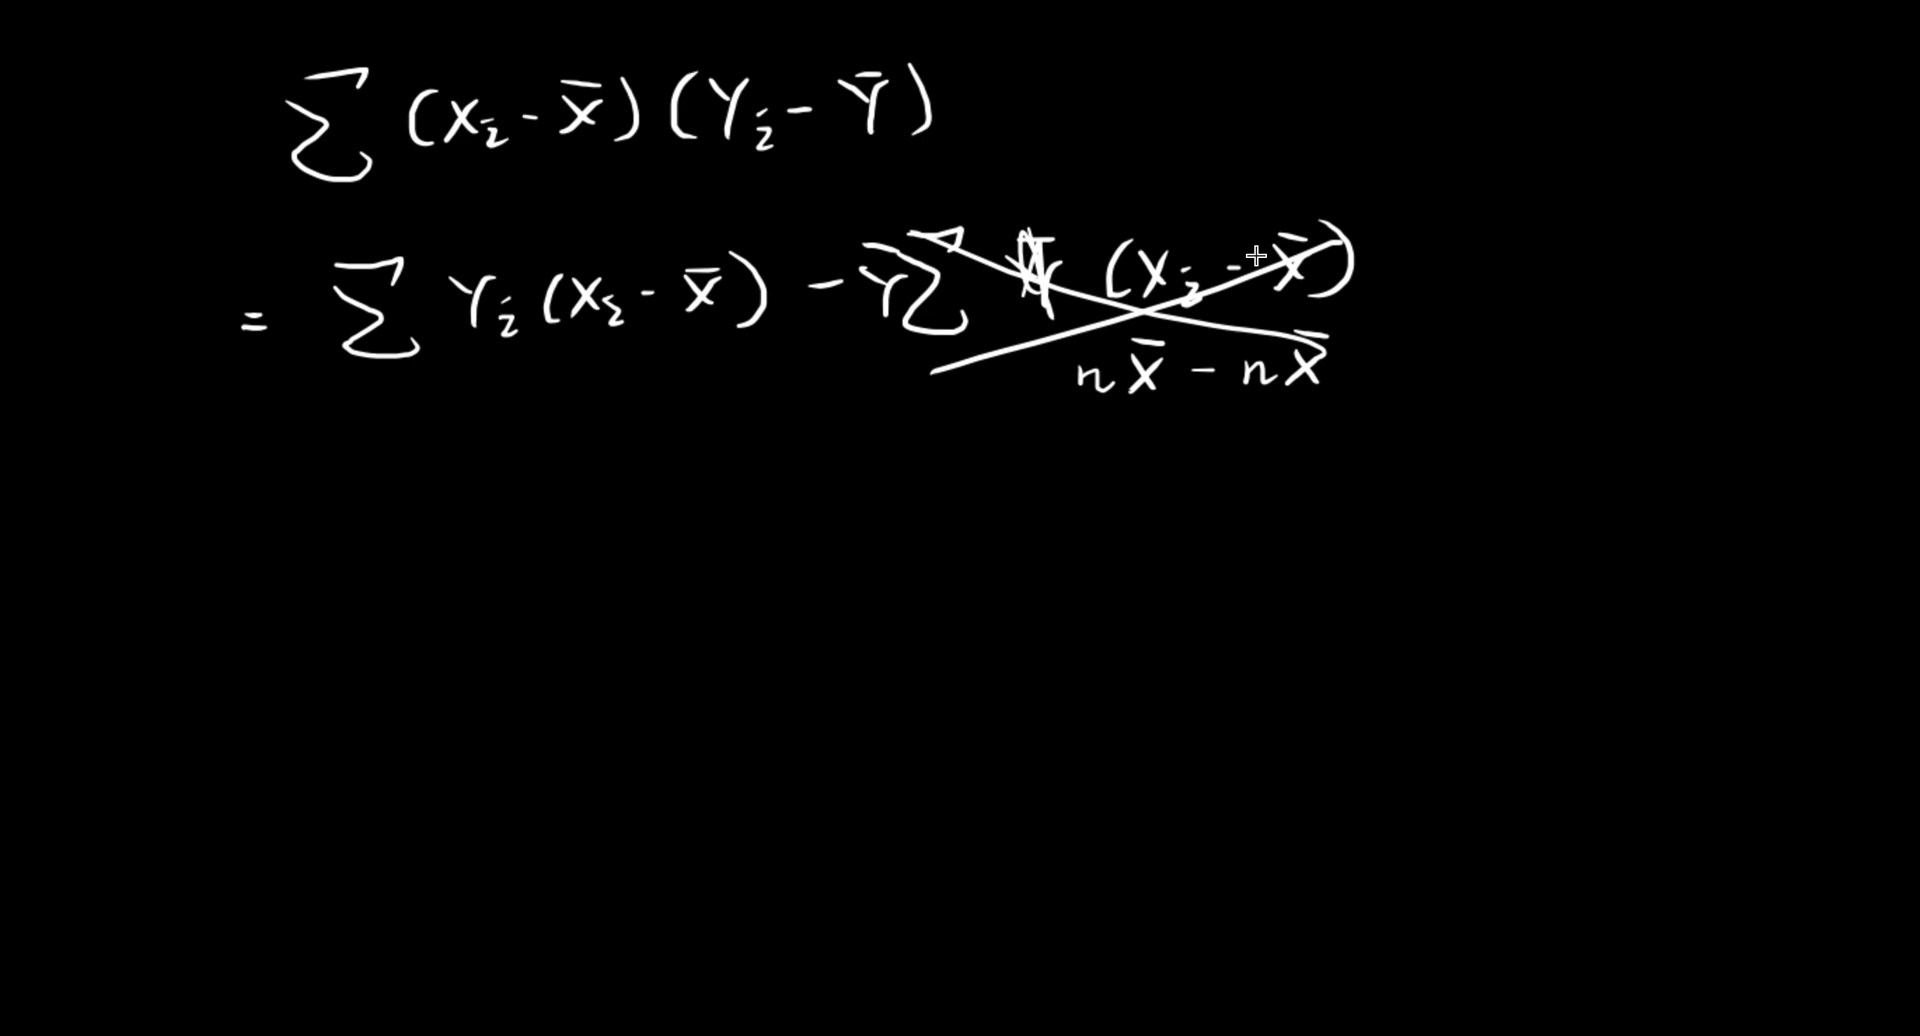 ∑ (Xᵢ - X̄) (Yᵢ - Ȳ)
= ∑ Yᵢ (Xᵢ - X̄) - Ȳ ∑ (Xᵢ - X̄)
nX̄ - nX̄